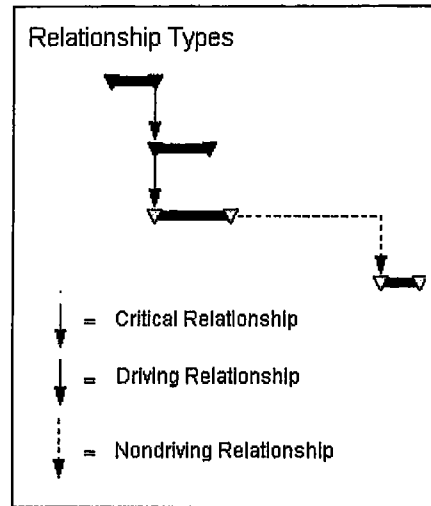 Relationship Types
= Critical Relationship
= Driving Relationship
= Nondriving Relationship